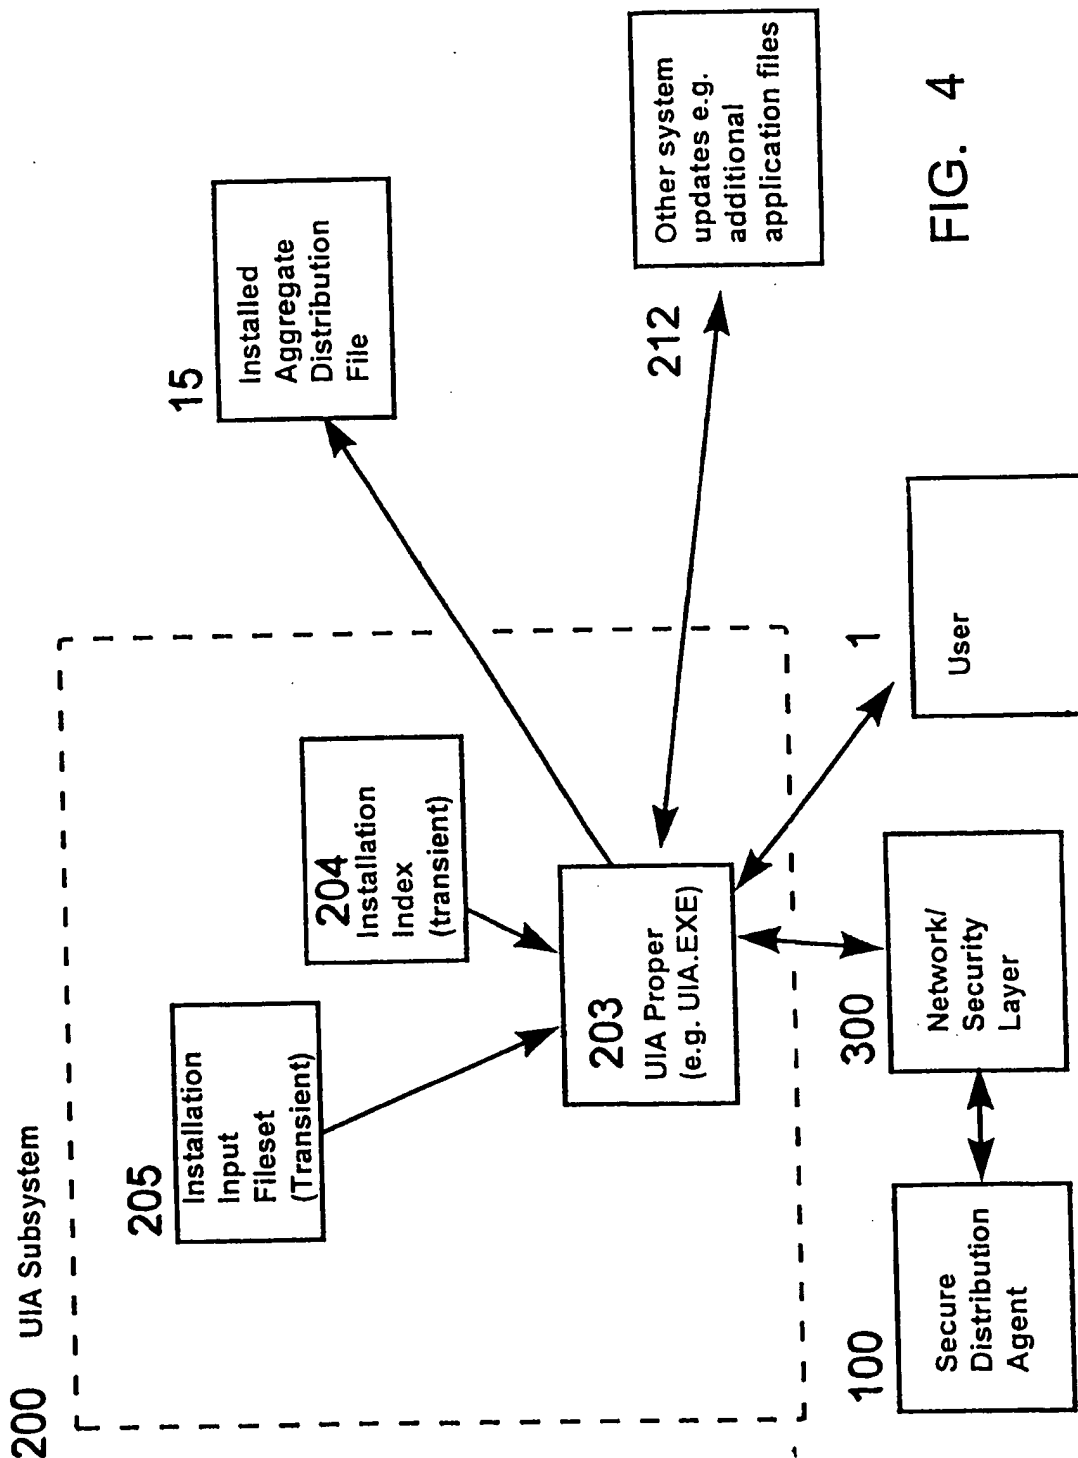 200 UIA Subsystem
205
Installation
Input
Fileset
(Transient)
204
Installation
Index
(transient)
203
UIA Proper
(e.g. UIA.EXE)
15
Installed
Aggregate
Distribution
File
212
Other system
updates e.g.
additional
application files
100
Secure
Distribution
Agent
300
Network/
Security
Layer
1
User
FIG. 4